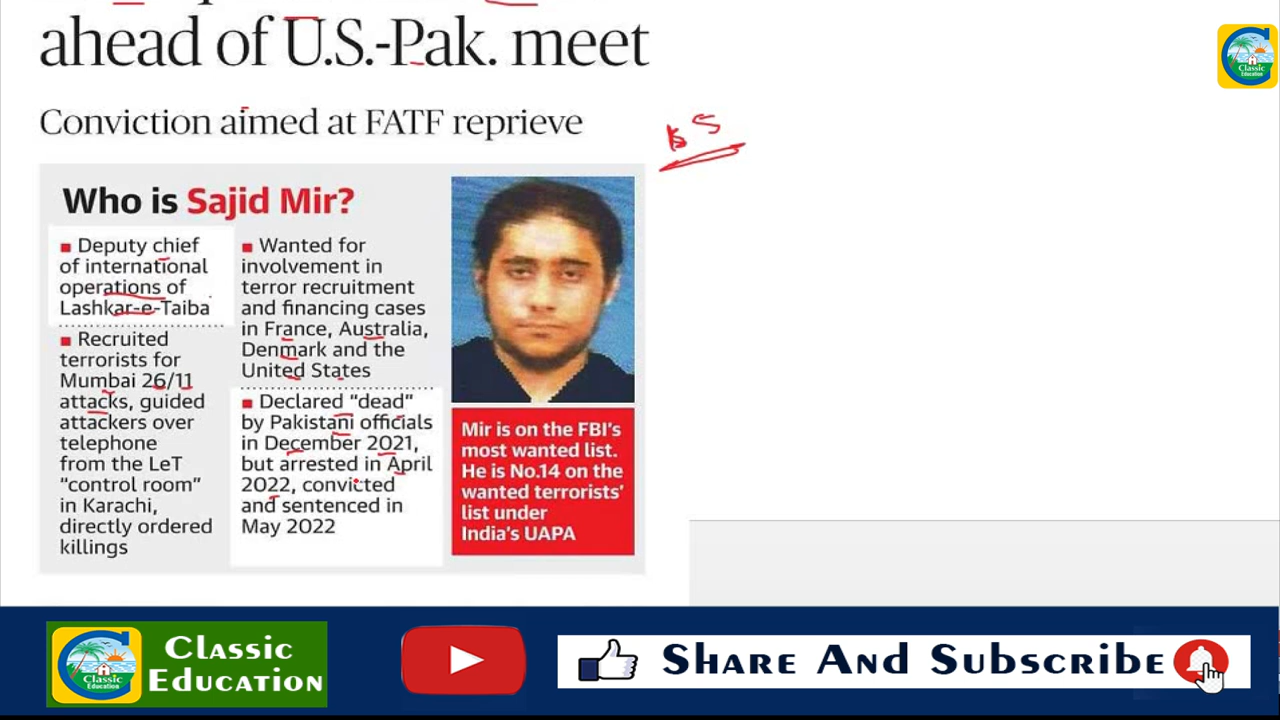 ahead of U.S.-Pak. meet
Conviction aimed at FATF reprieve
Who is Sajid Mir?
■ Deputy chief
of international
operations of
Lashkar-e-Taiba
■ Recruited
terrorists for
Mumbai 26/11
attacks, guided
attackers over
telephone
from the LeT
“control room”
in Karachi,
directly ordered
killings
■ Wanted for
involvement in
terror recruitment
and financing cases
in France, Australia,
Denmark and the
United States
■ Declared “dead”
by Pakistani officials
in December 2021,
but arrested in April
2022, convicted
and sentenced in
May 2022
Mir is on the FBI’s
most wanted list.
He is No.14 on the
wanted terrorists’
list under
India’s UAPA
Classic
Education
Classic
Education
Classic
Education
Share And Subscribe